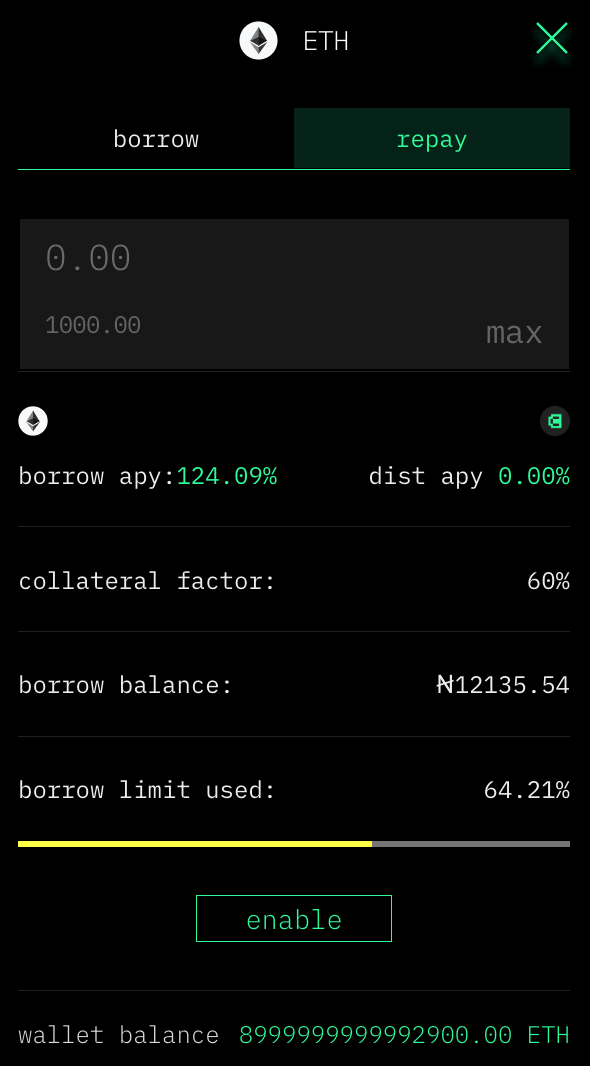 ETH
borrow repay
0.00
1000.00 max
borrow apy:124.09% dist apy 0.00%
collateral factor: 60%
borrow balance: ₦12135.54
borrow limit used: 64.21%
enable
wallet balance 8999999999992900.00 ETH